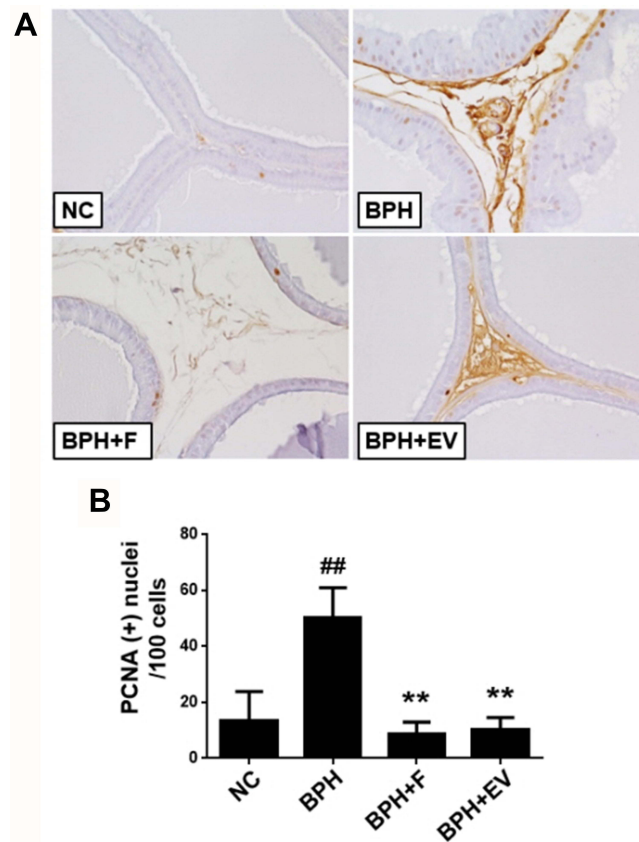 A
NC
BPH
BPH+F
BPH+EV
B
PCNA (+) nuclei
/100 cells
80
60
40
20
0
##
**
**
NC
BPH
BPH+F
BPH+EV